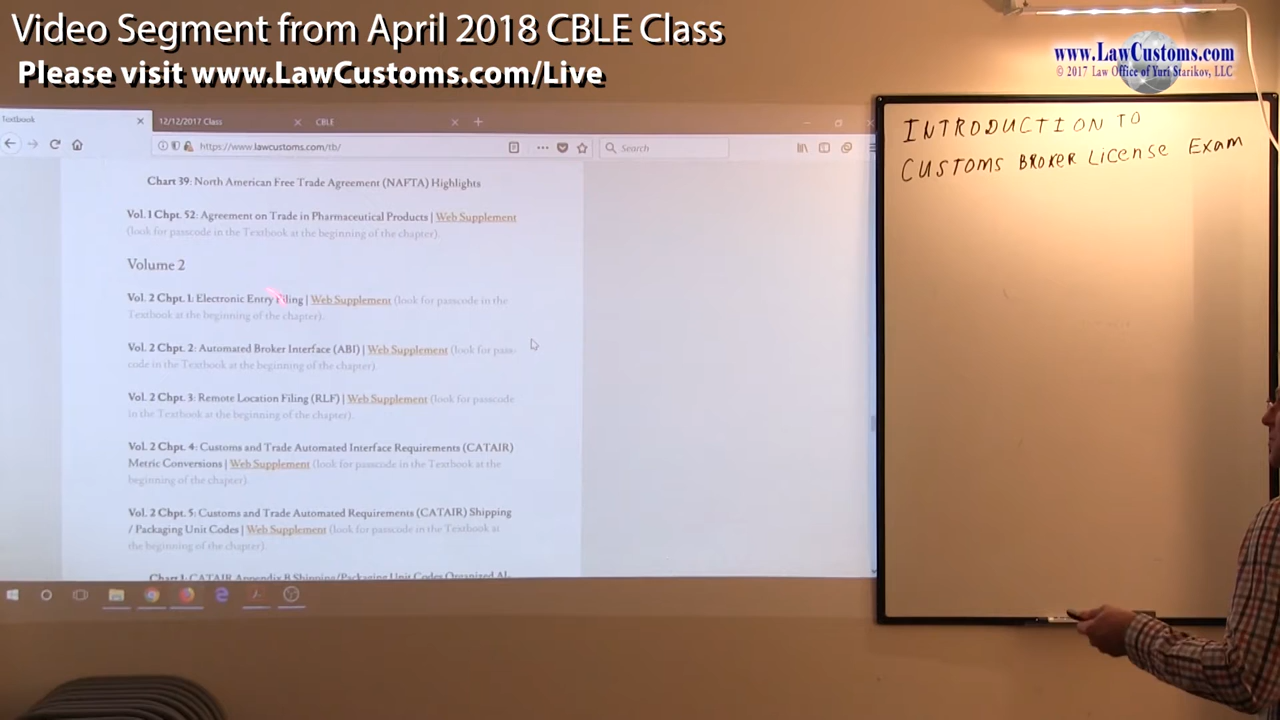 Video Segment from April 2018 CBLE Class
Please visit www.LawCustoms.com/Live
www.LawCustoms.com
© 2017 Law Office of Yuri Starikov, LLC
INTRODUCTION TO
CUSTOMS BROKER LICENSE EXAM
Textbook
12/12/2017 Class
CBLE
https://www.lawcustoms.com/tb/
Search
Chart 39: North American Free Trade Agreement (NAFTA) Highlights
Vol. 1 Chpt. 52: Agreement on Trade in Pharmaceutical Products | Web Supplement
(look for passcode in the Textbook at the beginning of the chapter).
Volume 2
Vol. 2 Chpt. 1: Electronic Entry Filing | Web Supplement (look for passcode in the
Textbook at the beginning of the chapter).
Vol. 2 Chpt. 2: Automated Broker Interface (ABI) | Web Supplement (look for pass-
code in the Textbook at the beginning of the chapter).
Vol. 2 Chpt. 3: Remote Location Filing (RLF) | Web Supplement (look for passcode
in the Textbook at the beginning of the chapter).
Vol. 2 Chpt. 4: Customs and Trade Automated Interface Requirements (CATAIR)
Metric Conversions | Web Supplement (look for passcode in the Textbook at the
beginning of the chapter).
Vol. 2 Chpt. 5: Customs and Trade Automated Requirements (CATAIR) Shipping
/ Packaging Unit Codes | Web Supplement (look for passcode in the Textbook at
the beginning of the chapter).
Chart 1: CATAIR Appendix B Shipping/Packaging Unit Codes Organized Al-